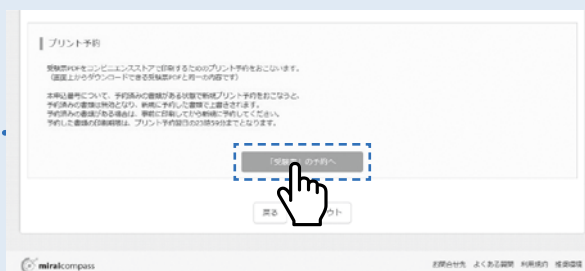 プリント予約
受験票PDFをコンビニエンスストアで印刷するためのプリント予約をおこないます。
（画面上からダウンロードできる受験票PDFと同一の内容です）
本申込番号について、予約済みの書類がある状態で新規プリント予約をおこなうと、
予約済みの書類は無効となり、新規に予約した書類で上書きされます。
予約済みの書類がある場合は、事前に印刷してから新規に予約してください。
予約した書類の印刷期限は、プリント予約翌日の23時59分までとなります。
「受験票」の予約へ
戻る
ウト
miraicompass
お問合せ先 よくある質問 利用規約 推奨環境